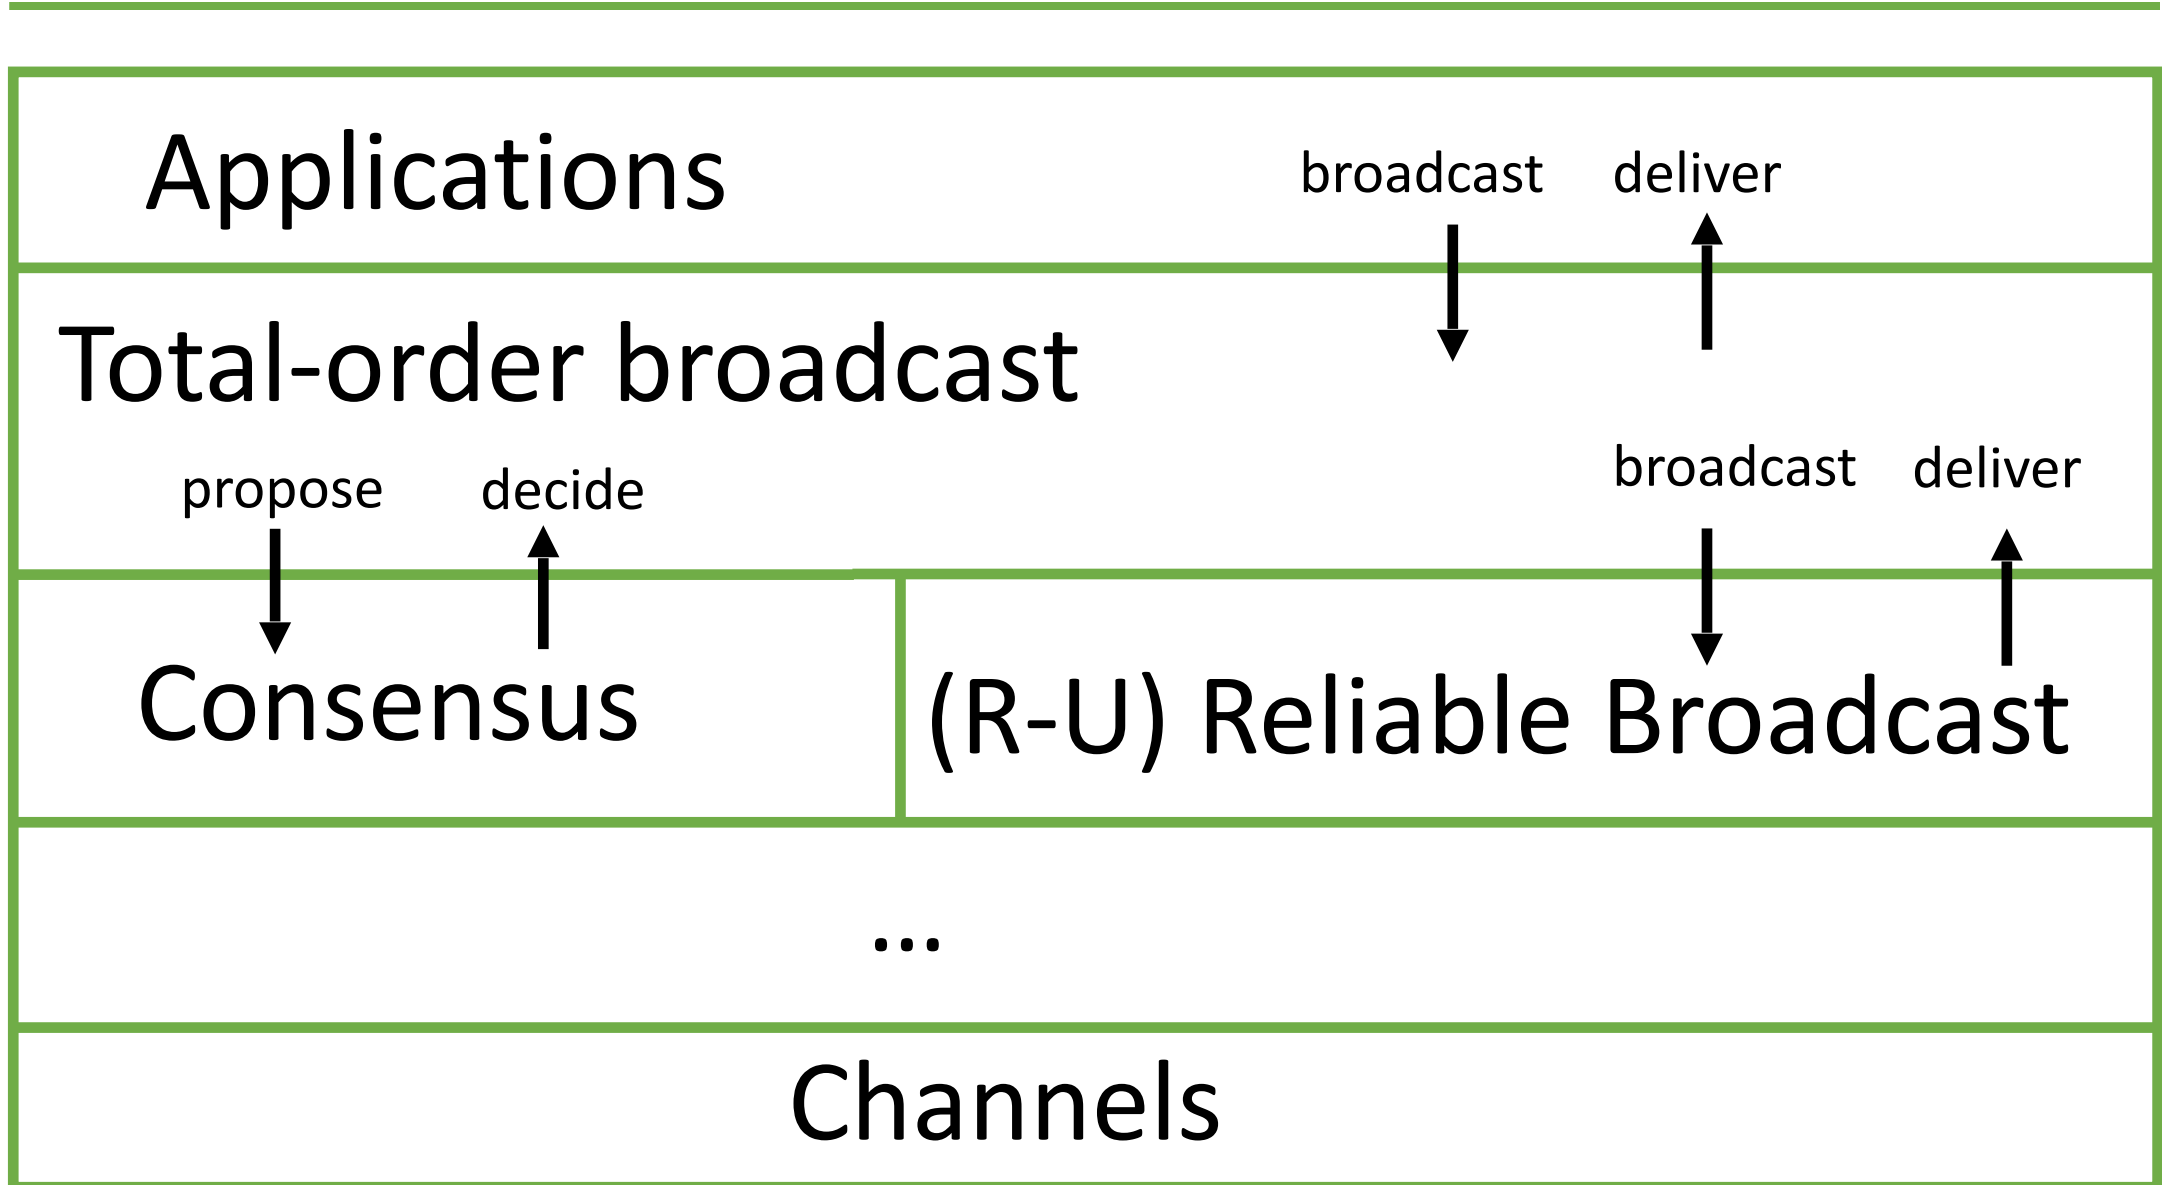 Applications
broadcast deliver
Total-order broadcast
broadcast deliver
propose decide
Consensus
(R-U) Reliable Broadcast
...
Channels